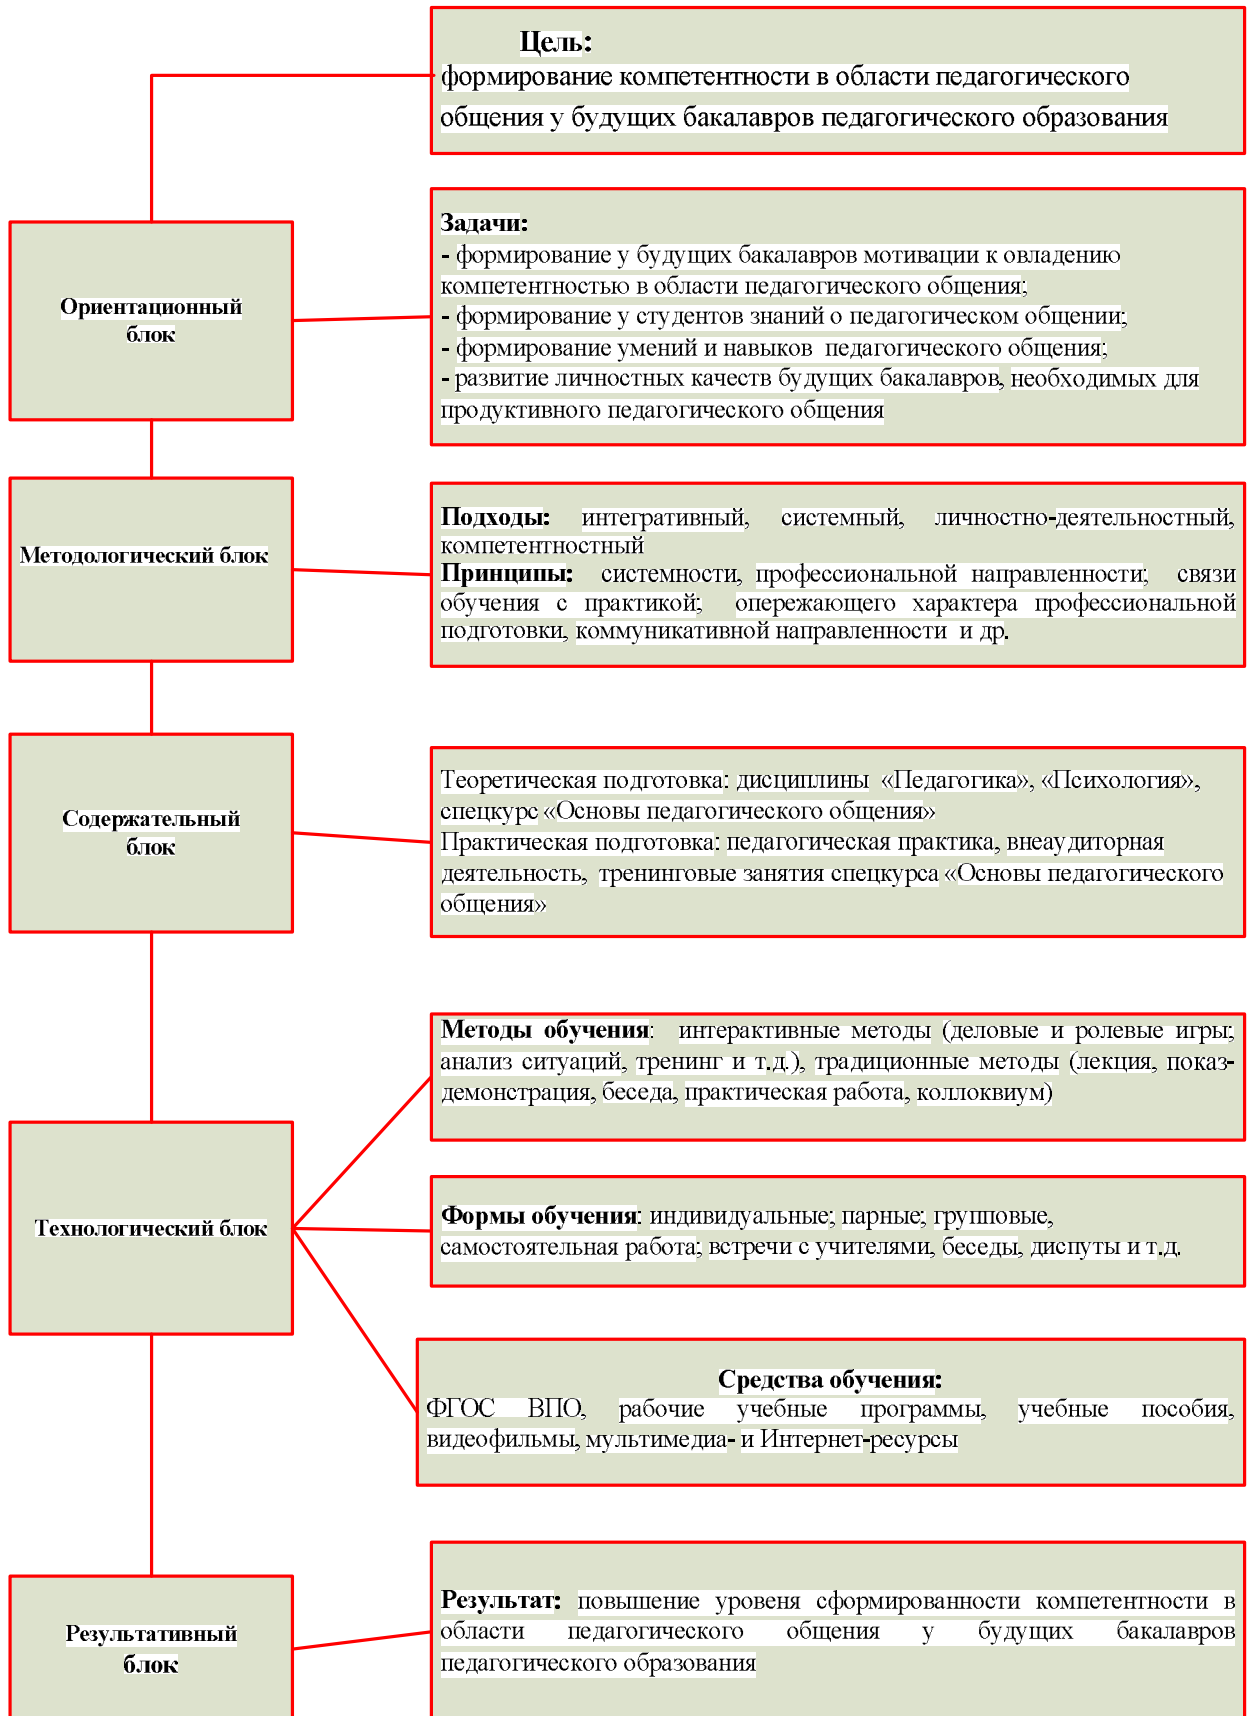 Цель:
формирование компетентности в области педагогического
общения у будущих бакалавров педагогического образования
Ориентационный
блок
Задачи:
- формирование у будущих бакалавров мотивации к овладению
компетентностью в области педагогического общения;
- формирование у студентов знаний о педагогическом общении;
- формирование умений и навыков педагогического общения;
- развитие личностных качеств будущих бакалавров, необходимых для
продуктивного педагогического общения
Методологический блок
Подходы: интегративный, системный, личностно-деятельностный,
компетентностный
Принципы: системности, профессиональной направленности; связи
обучения с практикой; опережающего характера профессиональной
подготовки, коммуникативной направленности и др.
Содержательный
блок
Теоретическая подготовка: дисциплины «Педагогика», «Психология»,
спецкурс «Основы педагогического общения»
Практическая подготовка: педагогическая практика, внеаудиторная
деятельность, тренинговые занятия спецкурса «Основы педагогического
общения»
Технологический блок
Методы обучения: интерактивные методы (деловые и ролевые игры;
анализ ситуаций, тренинг и т.д.), традиционные методы (лекция, показ-
демонстрация, беседа, практическая работа, коллоквиум)
Формы обучения: индивидуальные; парные; групповые,
самостоятельная работа; встречи с учителями, беседы, диспуты и т.д.
Средства обучения:
ФГОС ВПО, рабочие учебные программы, учебные пособия,
видеофильмы, мультимедиа- и Интернет-ресурсы
Результативный
блок
Результат: повышение уровеня сформированности компетентности в
области педагогического общения у будущих бакалавров
педагогического образования